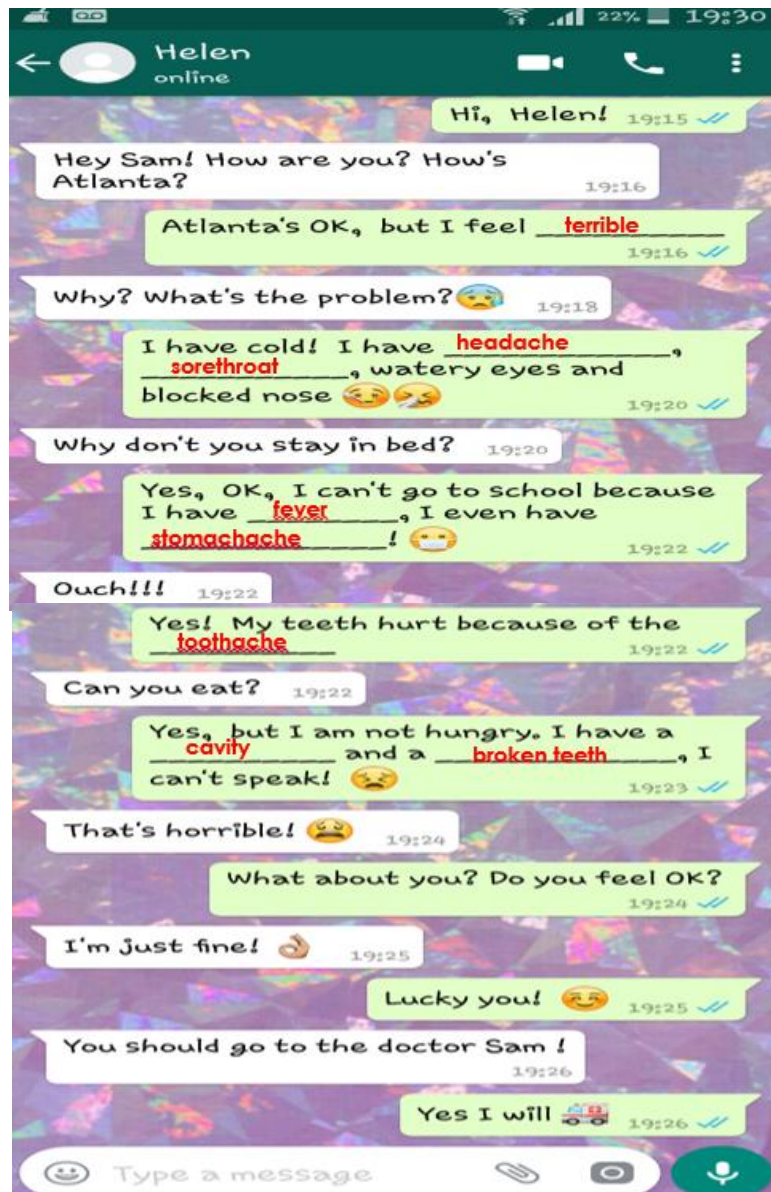 22% 19:30
Helen
online
Hi, Helen! 19:15
Hey Sam! How are you? How's
Atlanta?
19:16
Atlanta's OK, but I feel terrible
19:16
Why? What's the problem? 19:18
I have cold! I have headache,
sorethroat, watery eyes and
blocked nose
19:20
Why don't you stay in bed? 19:20
Yes, OK, I can't go to school because
I have fever, I even have
stomachache!
19:22
Ouch!!! 19:22
Yes! My teeth hurt because of the
toothache
19:22
Can you eat? 19:22
Yes, but I am not hungry. I have a
cavity and a broken teeth, I
can't speak!
19:23
That's horrible! 19:24
What about you? Do you feel OK?
19:24
I'm just fine! 19:25
Lucky you! 19:25
You should go to the doctor Sam !
19:26
Yes I will 19:26
Type a message